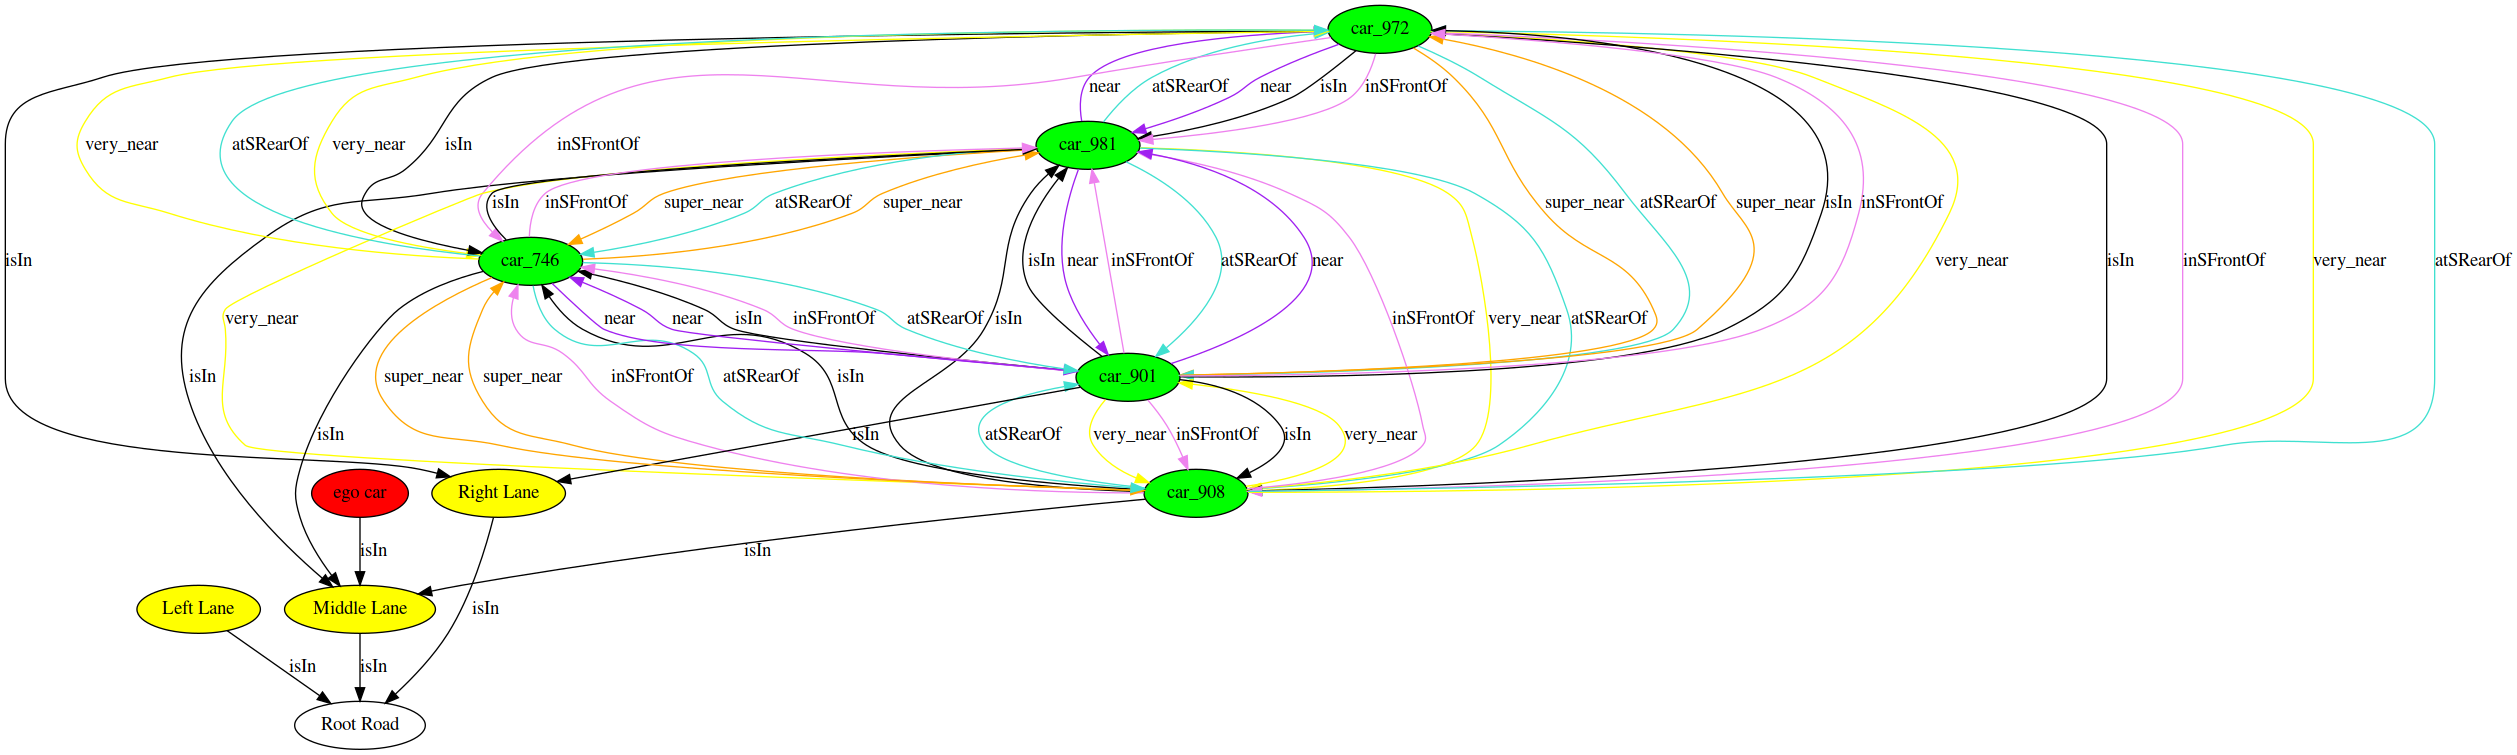 car_972
near
atSRearOf
near
isIn
inSFrontOf
very_near
atSRearOf
very_near
isIn
inSFrontOf
car_981
isIn
inSFrontOf
super_near
atSRearOf
super_near
super_near
atSRearOf
super_near
isIn
inSFrontOf
isIn
car_746
isIn
near
inSFrontOf
atSRearOf
near
very_near
isIn
inSFrontOf
very_near
atSRearOf
very_near
near
near
isIn
inSFrontOf
atSRearOf
isIn
inSFrontOf
very_near
atSRearOf
isIn
super_near
super_near
inSFrontOf
atSRearOf
isIn
car_901
isIn
isIn
atSRearOf
very_near
inSFrontOf
isIn
very_near
ego car
Right Lane
car_908
isIn
isIn
Left Lane
Middle Lane
isIn
isIn
isIn
Root Road